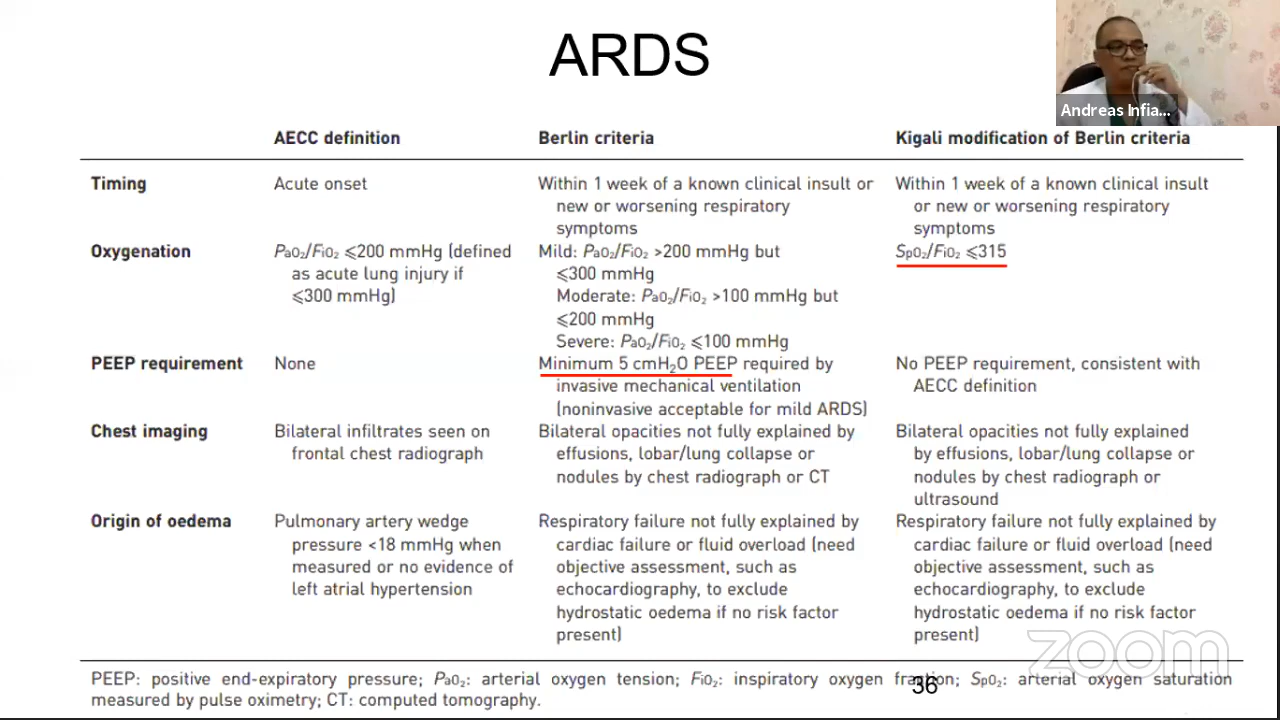 ARDS
Andreas Infia...
AECC definition
Berlin criteria
Kigali modification of Berlin criteria
Timing
Acute onset
Within 1 week of a known clinical insult or
new or worsening respiratory
symptoms
Within 1 week of a known clinical insult
or new or worsening respiratory
symptoms
Oxygenation
PaO₂/FiO₂ ⩽200 mmHg (defined
as acute lung injury if
⩽300 mmHg)
Mild: PaO₂/FiO₂ >200 mmHg but
⩽300 mmHg
Moderate: PaO₂/FiO₂ >100 mmHg but
⩽200 mmHg
Severe: PaO₂/FiO₂ ⩽100 mmHg
SpO₂/FiO₂ ⩽315
PEEP requirement
None
Minimum 5 cmH₂O PEEP required by
invasive mechanical ventilation
(noninvasive acceptable for mild ARDS)
No PEEP requirement, consistent with
AECC definition
Chest imaging
Bilateral infiltrates seen on
frontal chest radiograph
Bilateral opacities not fully explained by
effusions, lobar/lung collapse or
nodules by chest radiograph or CT
Bilateral opacities not fully explained
by effusions, lobar/lung collapse or
nodules by chest radiograph or
ultrasound
Origin of oedema
Pulmonary artery wedge
pressure <18 mmHg when
measured or no evidence of
left atrial hypertension
Respiratory failure not fully explained by
cardiac failure or fluid overload (need
objective assessment, such as
echocardiography, to exclude
hydrostatic oedema if no risk factor
present)
Respiratory failure not fully explained by
cardiac failure or fluid overload (need
objective assessment, such as
echocardiography, to exclude
hydrostatic oedema if no risk factor
present)
zoom
PEEP: positive end-expiratory pressure; PaO₂: arterial oxygen tension; FiO₂: inspiratory oxygen fraction; SpO₂: arterial oxygen saturation
measured by pulse oximetry; CT: computed tomography.
36